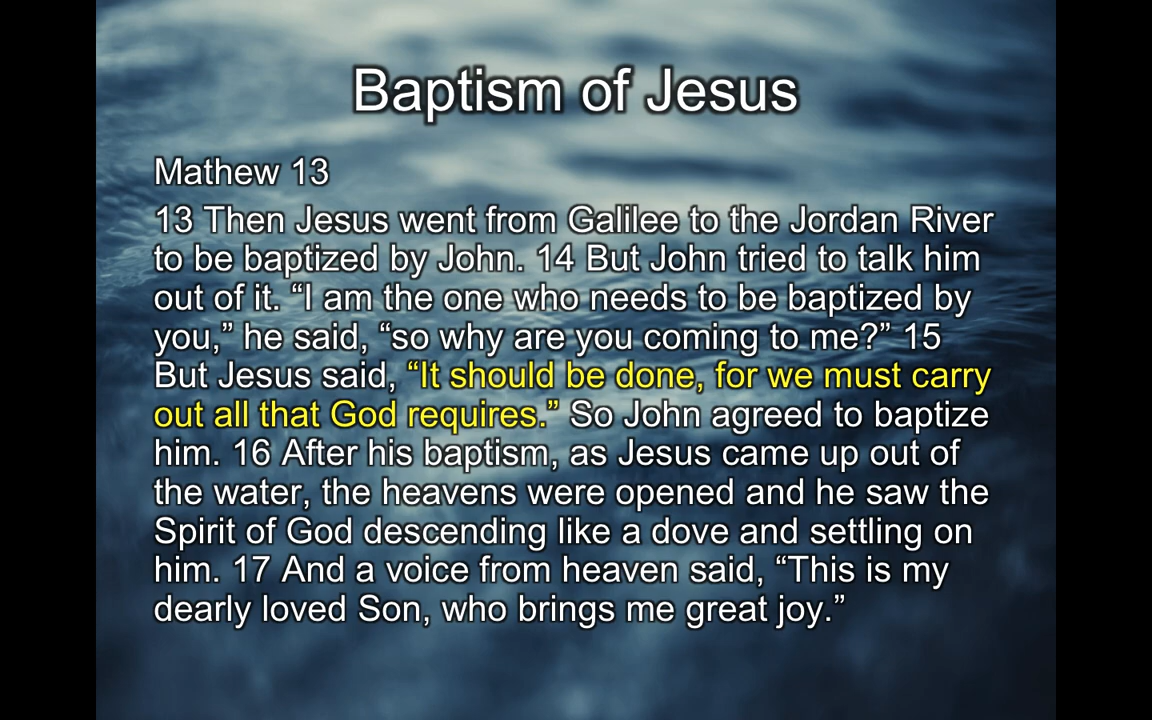 Baptism of Jesus
Mathew 13
13 Then Jesus went from Galilee to the Jordan River
to be baptized by John. 14 But John tried to talk him
out of it. “I am the one who needs to be baptized by
you,” he said, “so why are you coming to me?” 15
But Jesus said, “It should be done, for we must carry
out all that God requires.” So John agreed to baptize
him. 16 After his baptism, as Jesus came up out of
the water, the heavens were opened and he saw the
Spirit of God descending like a dove and settling on
him. 17 And a voice from heaven said, “This is my
dearly loved Son, who brings me great joy.”